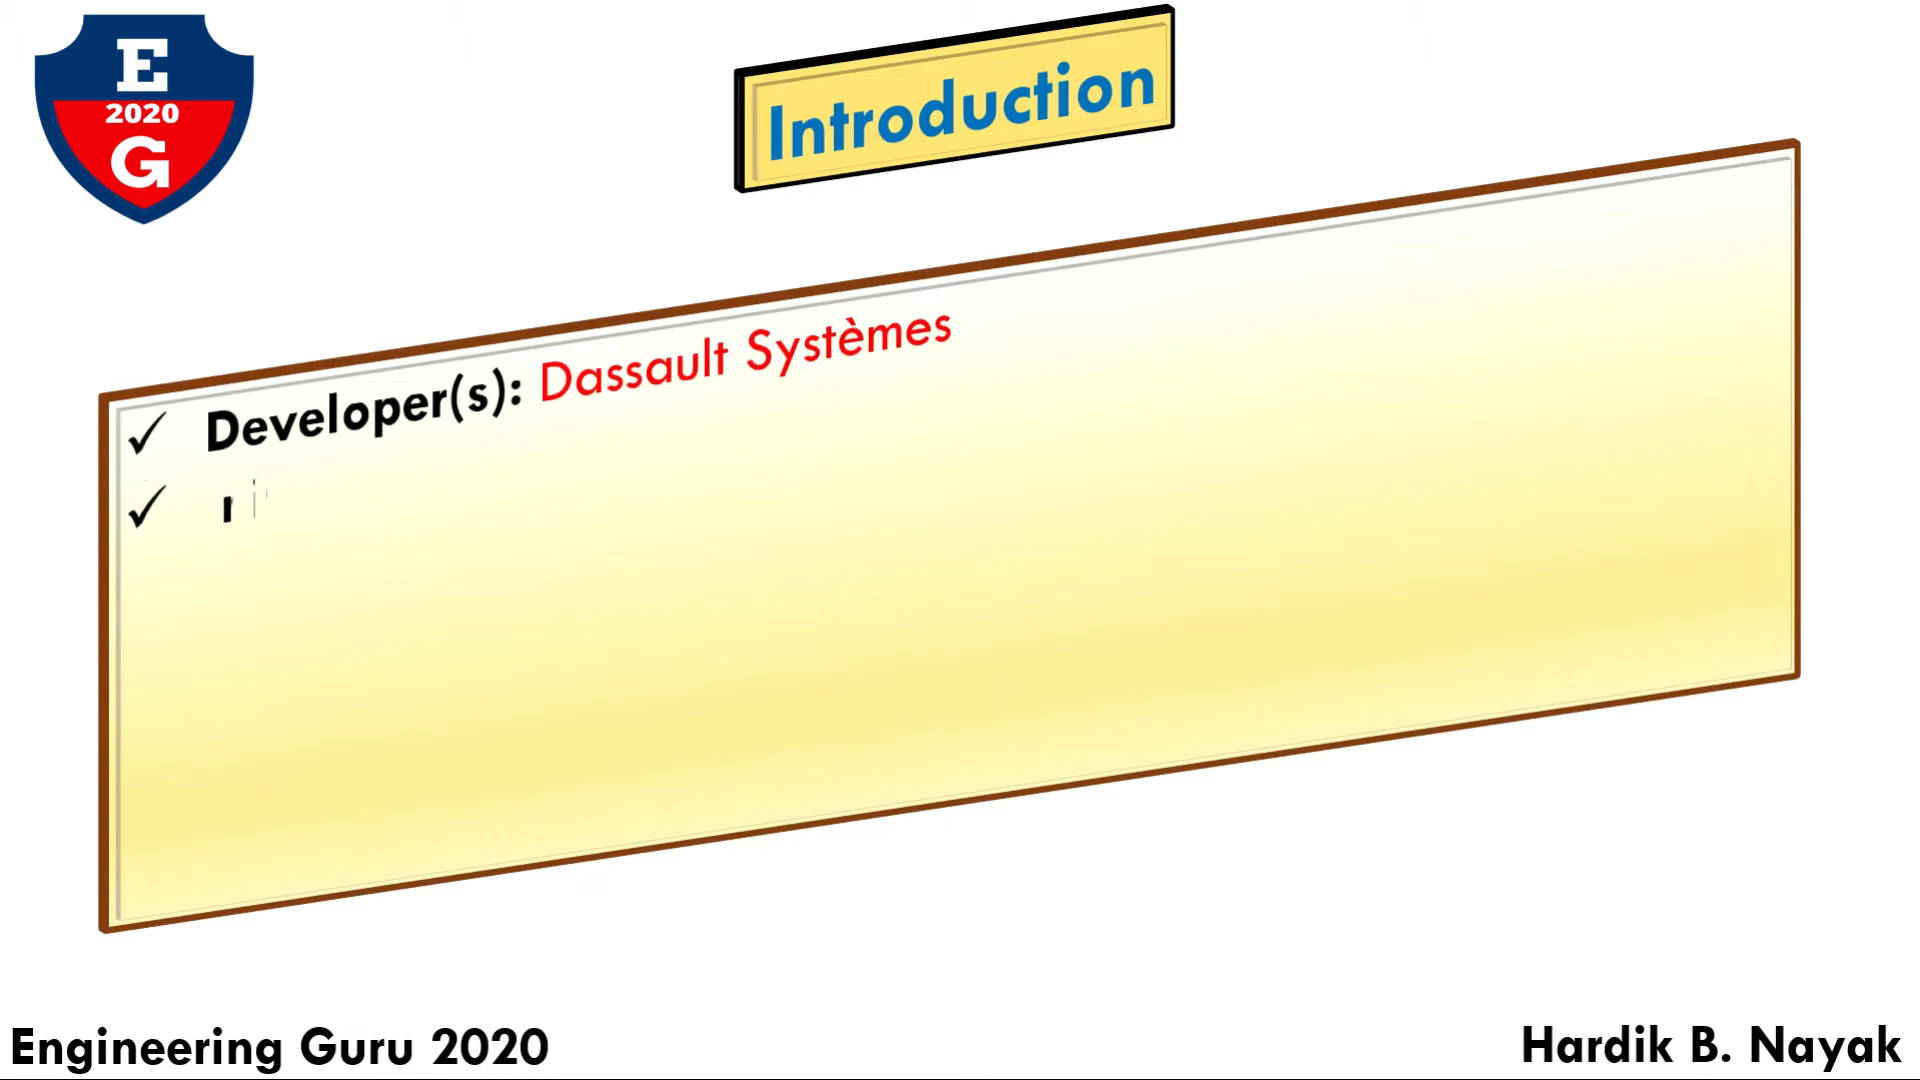 E
2020
G
Introduction
✓ Developer(s): Dassault Systèmes
✓
Engineering Guru 2020
Hardik B. Nayak